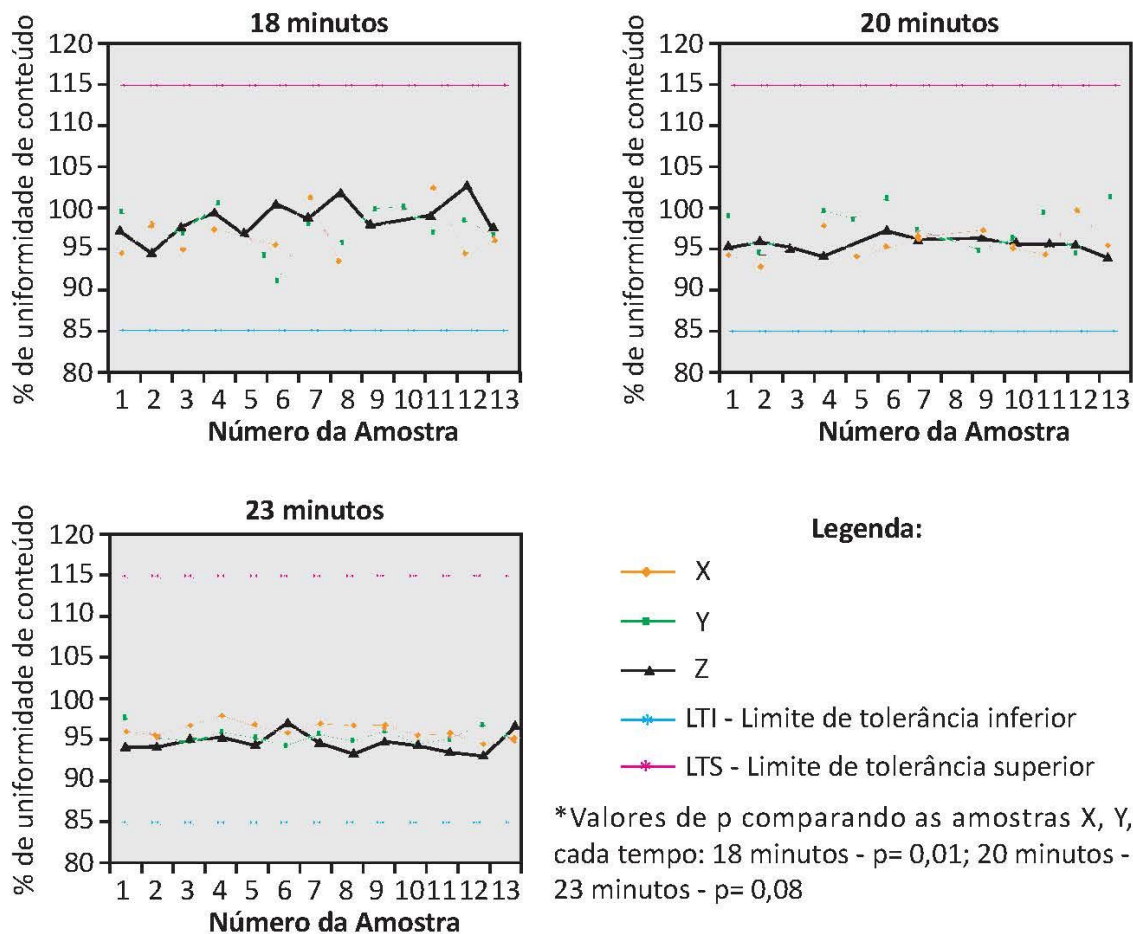 18 minutos
% de uniformidade de conteúdo
120
115
110
105
100
95
90
85
80
1 2 3 4 5 6 7 8 9 10 11 12 13
Número da Amostra
20 minutos
% de uniformidade de conteúdo
120
115
110
105
100
95
90
85
80
1 2 3 4 5 6 7 8 9 10 11 12 13
Número da Amostra
23 minutos
% de uniformidade de conteúdo
120
115
110
105
100
95
90
85
80
1 2 3 4 5 6 7 8 9 10 11 12 13
Número da Amostra
Legenda:
X
Y
Z
LTI - Limite de tolerância inferior
LTS - Limite de tolerância superior
*Valores de p comparando as amostras X, Y,
cada tempo: 18 minutos - p= 0,01; 20 minutos -
23 minutos - p= 0,08